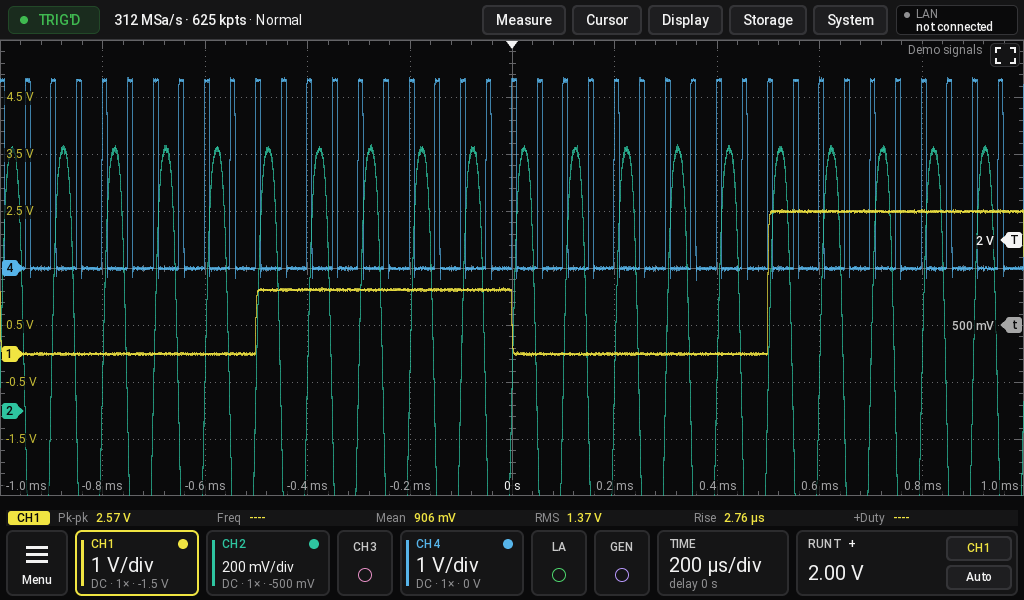 TRIG'D 312 MSa/s · 625 kpts · Normal Measure Cursor Display Storage System LAN
not connected
Demo signals
4.5 V
3.5 V
2.5 V
2 V T
4
0.5 V 500 mV t
1
-0.5 V
2
-1.5 V
-1.0 ms -0.8 ms -0.6 ms -0.4 ms -0.2 ms 0 s 0.2 ms 0.4 ms 0.6 ms 0.8 ms 1.0 ms
CH1 Pk-pk 2.57 V Freq ---- Mean 906 mV RMS 1.37 V Rise 2.76 µs +Duty ----
Menu
CH1
1 V/div
DC · 1× · -1.5 V
CH2
200 mV/div
DC · 1× · -500 mV
CH3
CH4
1 V/div
DC · 1× · 0 V
LA
GEN
TIME
200 µs/div
delay 0 s
RUNT +
2.00 V
CH1
Auto